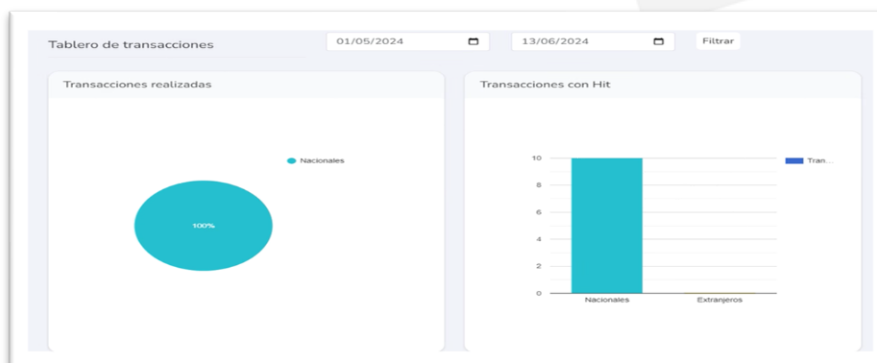 Tablero de transacciones 01/05/2024 13/06/2024 Filtrar
Transacciones realizadas
Nacionales
100%
Transacciones con Hit
10
8
6
4
2
0
Nacionales Extranjeros
Tran...